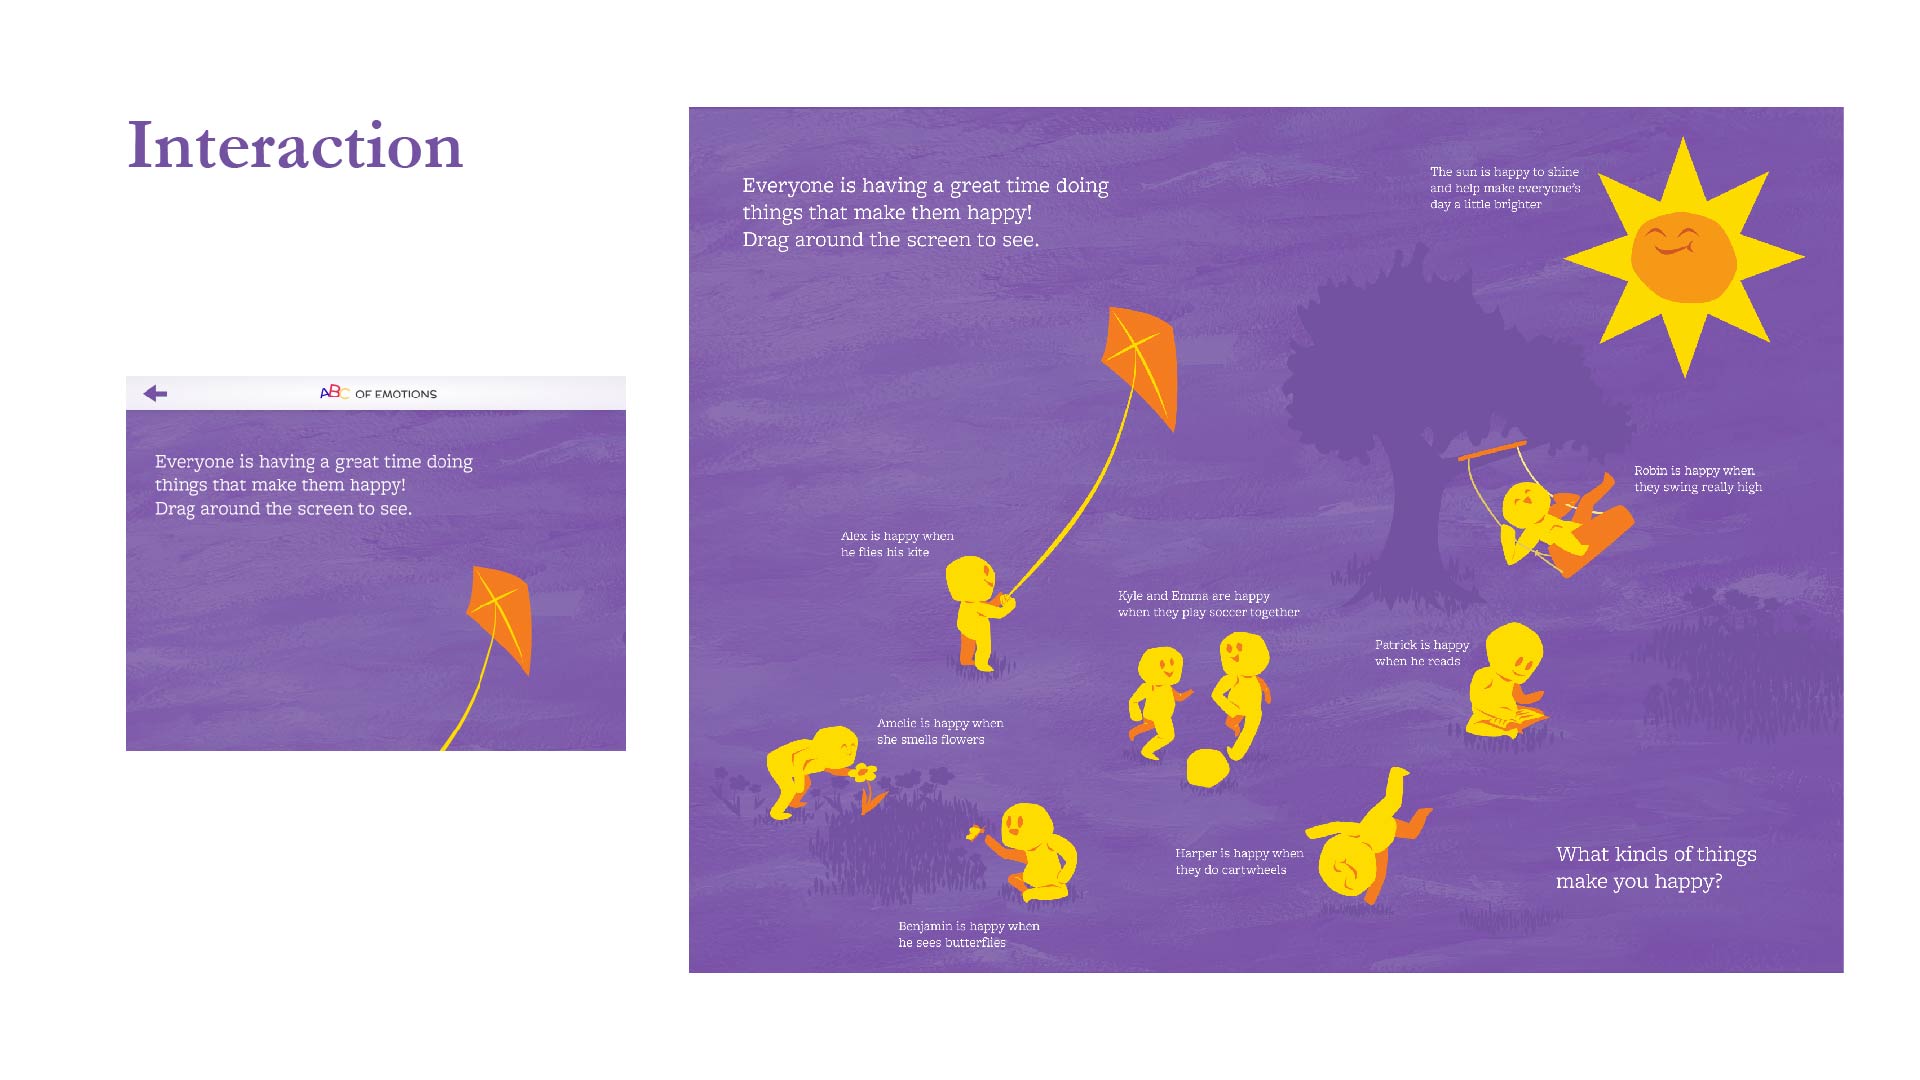 Interaction
ABC OF EMOTIONS
Everyone is having a great time doing
things that make them happy!
Drag around the screen to see.
Everyone is having a great time doing
things that make them happy!
Drag around the screen to see.
The sun is happy to shine
and help make everyone's
day a little brighter
Robin is happy when
they swing really high
Alex is happy when
he flies his kite
Kyle and Emma are happy
when they play soccer together
Patrick is happy
when he reads
Amelie is happy when
she smells flowers
Harper is happy when
they do cartwheels
What kinds of things
make you happy?
Benjamin is happy when
he sees butterflies